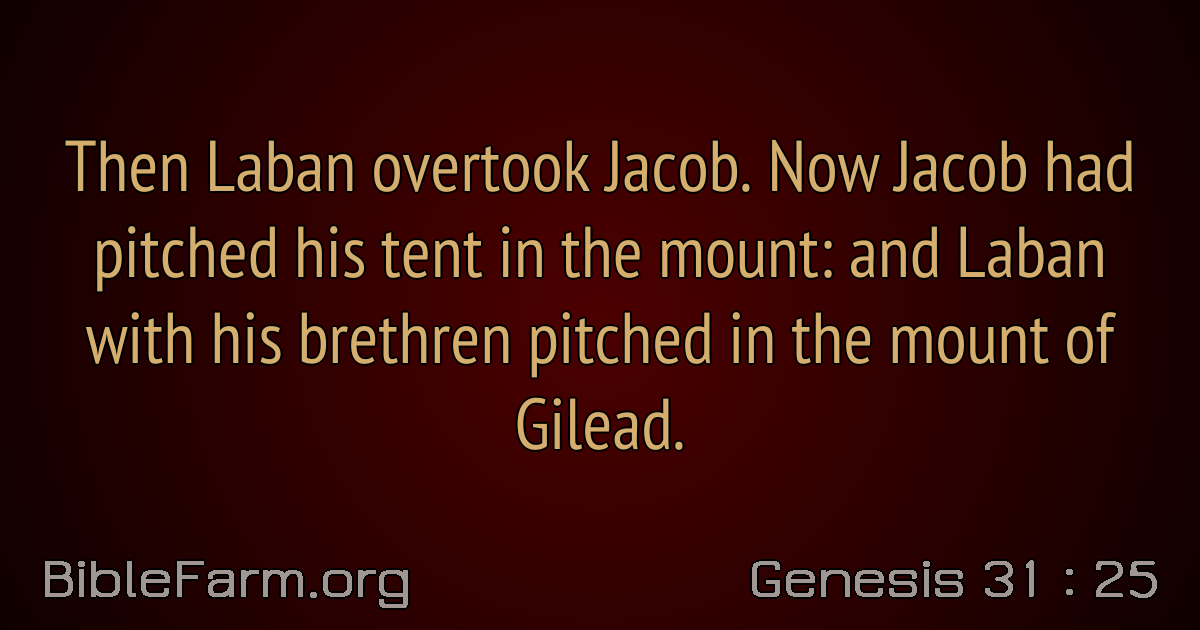 Then Laban overtook Jacob. Now Jacob had
pitched his tent in the mount: and Laban
with his brethren pitched in the mount of
Gilead.
BibleFarm.org
Genesis 31 : 25